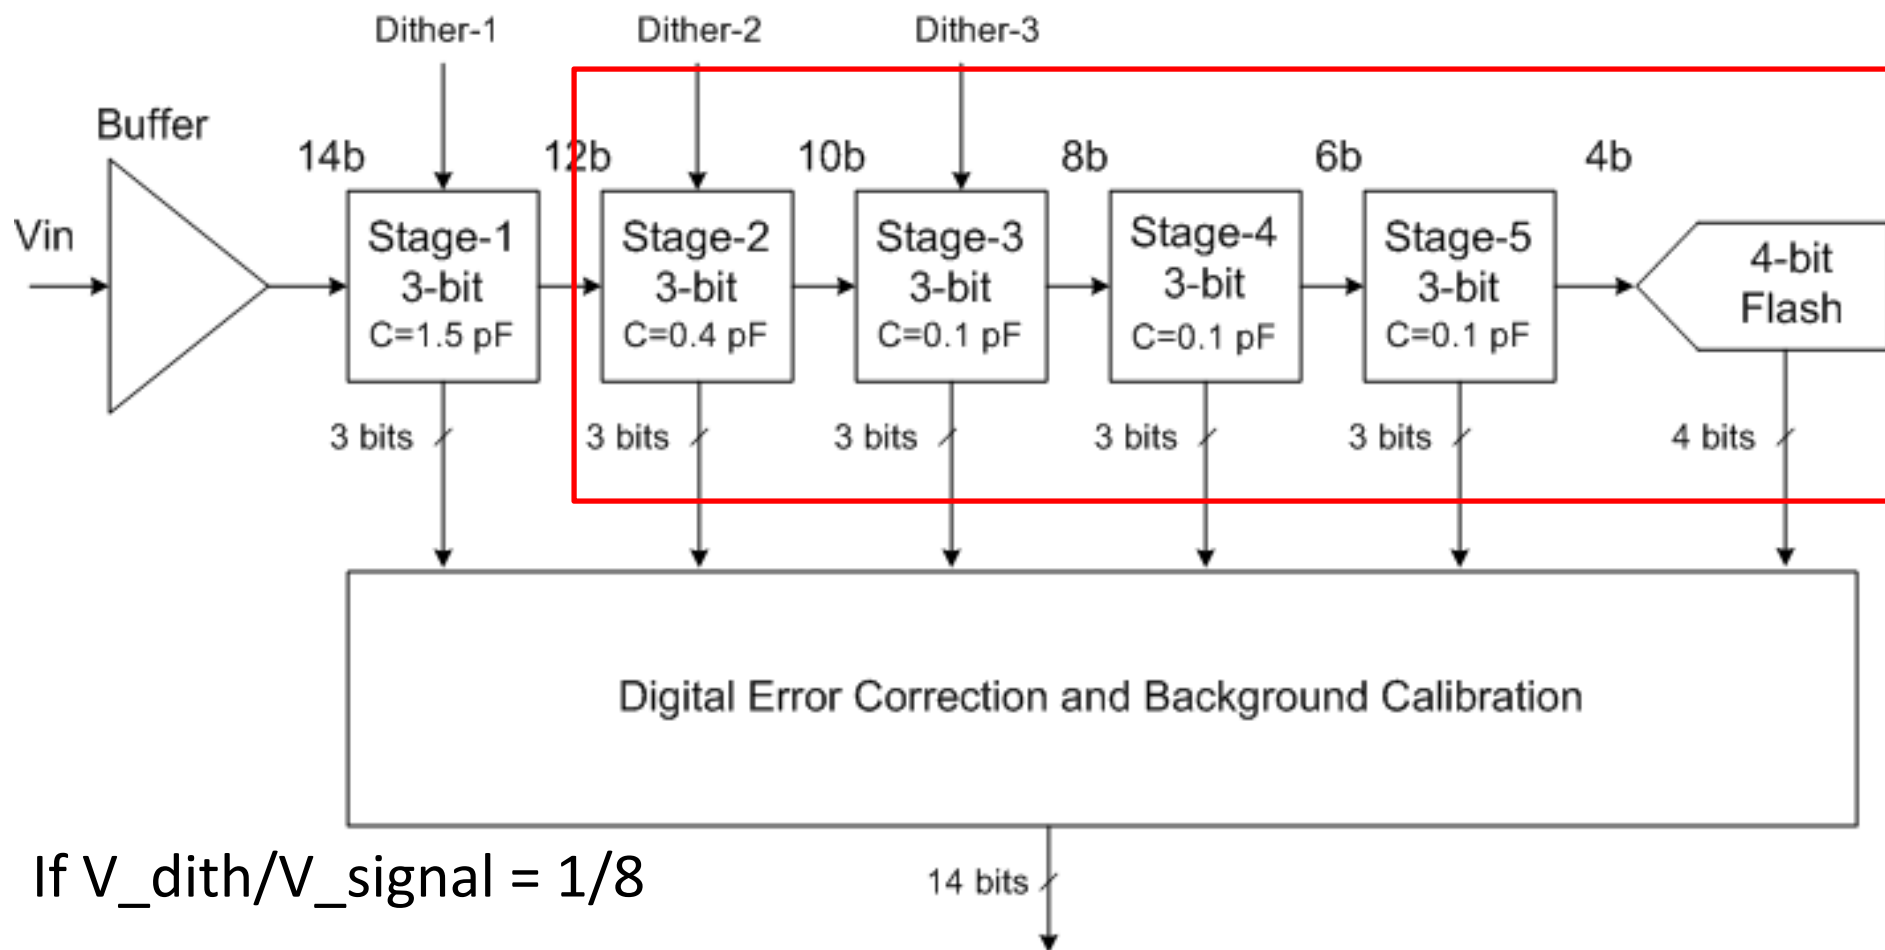 Dither-1
Dither-2
Dither-3
Buffer
14b
12b
10b
8b
6b
4b
Vin
Stage-1
3-bit
C=1.5 pF
Stage-2
3-bit
C=0.4 pF
Stage-3
3-bit
C=0.1 pF
Stage-4
3-bit
C=0.1 pF
Stage-5
3-bit
C=0.1 pF
4-bit
Flash
3 bits
3 bits
3 bits
3 bits
3 bits
4 bits
Digital Error Correction and Background Calibration
If V_dith/V_signal = 1/8
14 bits